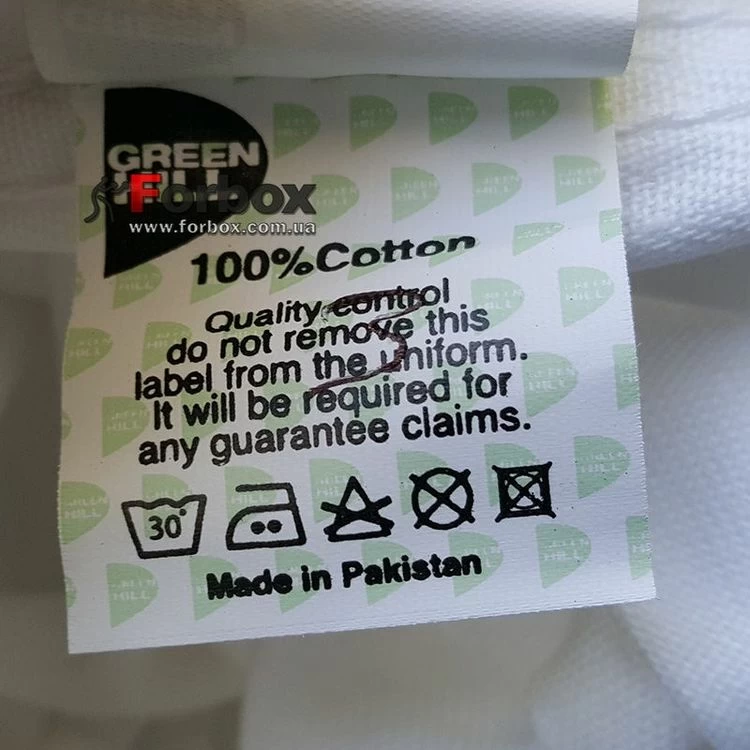 GREEN
HILL
Forbox
www.forbox.com.ua
100%Cotton
Quality control
do not remove this
label from the uniform.
It will be required for
any guarantee claims.
30°
Made in Pakistan